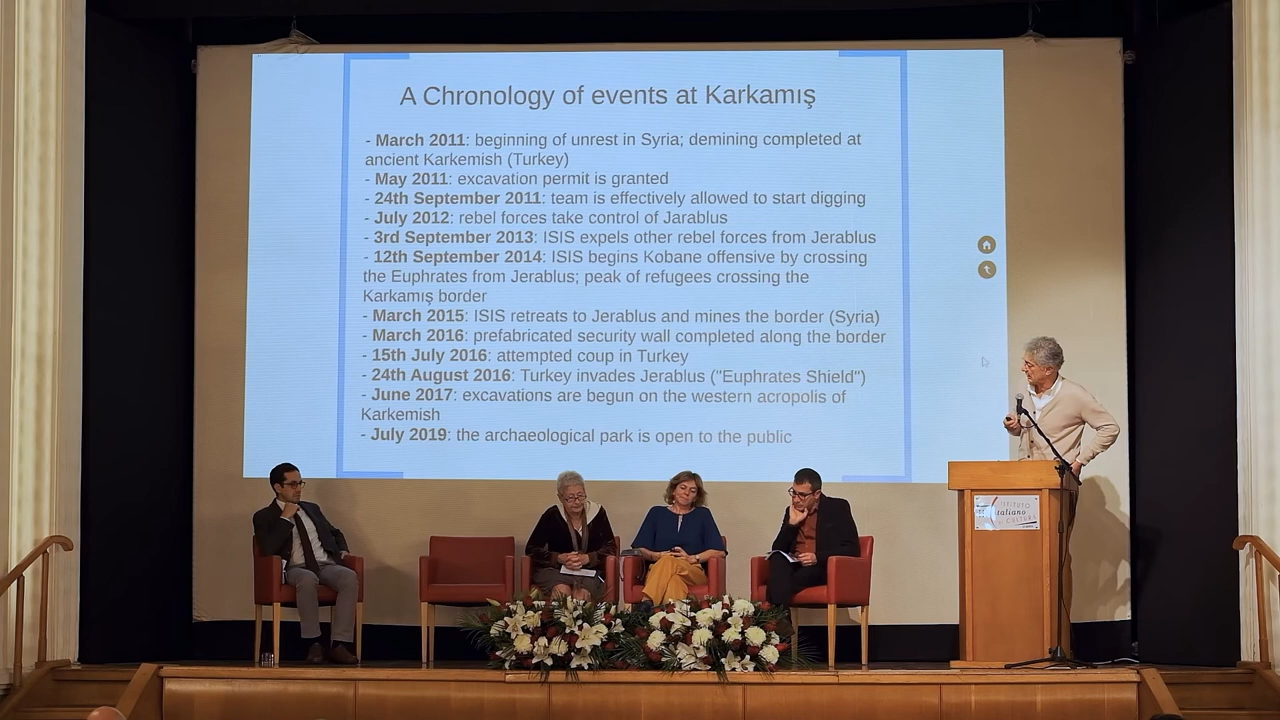 A Chronology of events at Karkamış
- March 2011: beginning of unrest in Syria; demining completed at
ancient Karkemish (Turkey)
- May 2011: excavation permit is granted
- 24th September 2011: team is effectively allowed to start digging
- July 2012: rebel forces take control of Jarablus
- 3rd September 2013: ISIS expels other rebel forces from Jerablus
- 12th September 2014: ISIS begins Kobane offensive by crossing
the Euphrates from Jerablus; peak of refugees crossing the
Karkamış border
- March 2015: ISIS retreats to Jerablus and mines the border (Syria)
- March 2016: prefabricated security wall completed along the border
- 15th July 2016: attempted coup in Turkey
- 24th August 2016: Turkey invades Jerablus ("Euphrates Shield")
- June 2017: excavations are begun on the western acropolis of
Karkemish
- July 2019: the archaeological park is open to the public
italiano